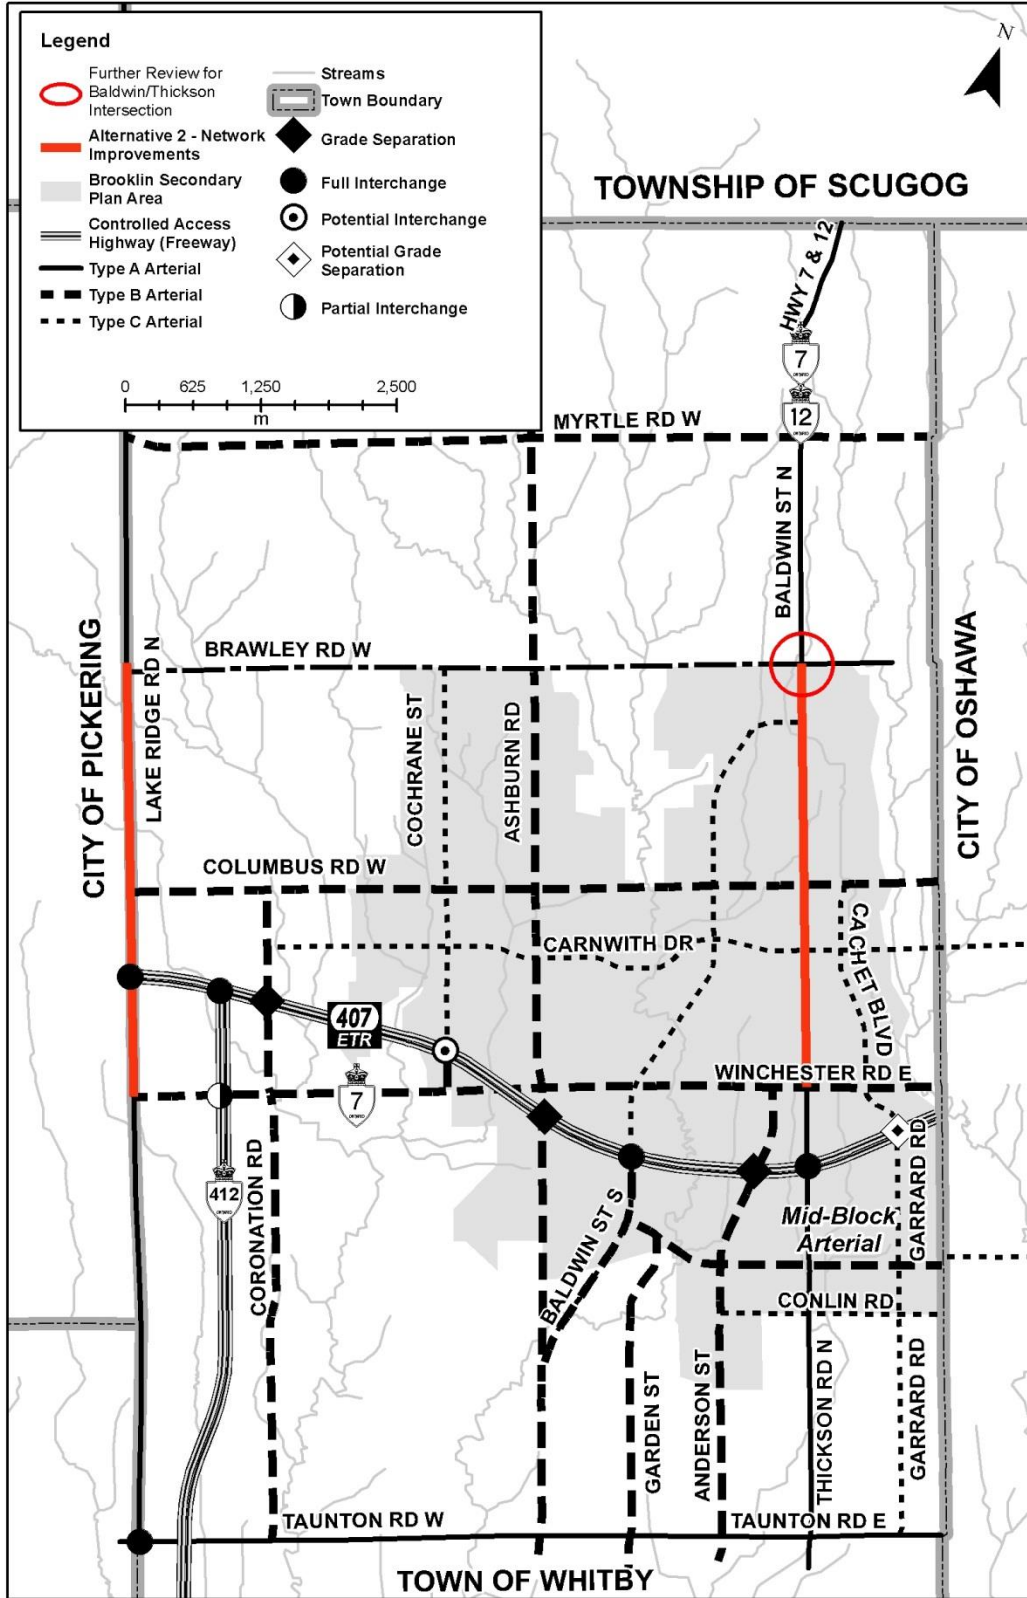 Legend
Further Review for
Baldwin/Thickson
Intersection
Alternative 2 - Network
Improvements
Brooklin Secondary
Plan Area
Controlled Access
Highway (Freeway)
Type A Arterial
Type B Arterial
Type C Arterial
Streams
Town Boundary
Grade Separation
Full Interchange
Potential Interchange
Potential Grade
Separation
Partial Interchange
0 625 1,250 2,500
m
N
TOWNSHIP OF SCUGOG
HWY 7 & 12
7
12
MYRTLE RD W
BALDWIN ST N
CITY OF PICKERING
LAKE RIDGE RD N
BRAWLEY RD W
COCHRANE ST
ASHBURN RD
CITY OF OSHAWA
COLUMBUS RD W
CARNWITH DR
CACHET BLVD
407
ETR
7
WINCHESTER RD E
412
CORONATION RD
BALDWIN ST S
Mid-Block
Arterial
GARRARD RD
CONLIN RD
GARDEN ST
ANDERSON ST
THICKSON RD N
GARRARD RD
TAUNTON RD W
TAUNTON RD E
TOWN OF WHITBY